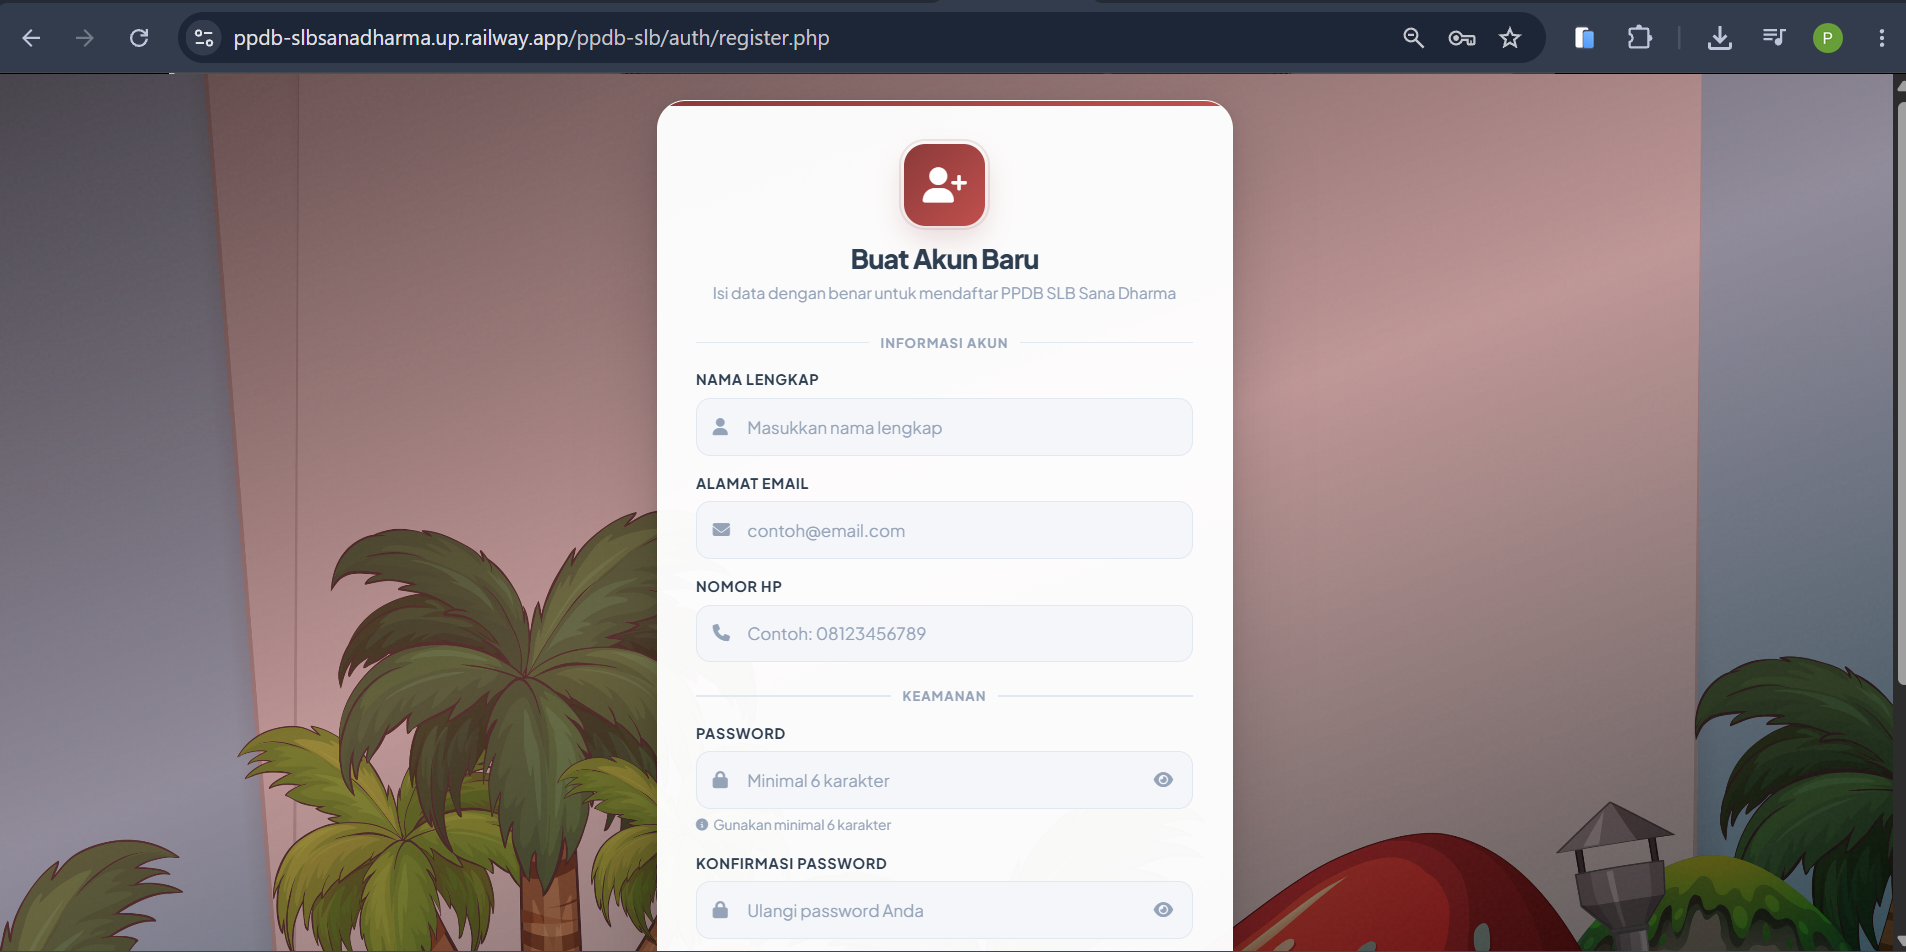 ppdb-slbsanadharma.up.railway.app/ppdb-slb/auth/register.php
P
Buat Akun Baru
Isi data dengan benar untuk mendaftar PPDB SLB Sana Dharma
INFORMASI AKUN
NAMA LENGKAP
Masukkan nama lengkap
ALAMAT EMAIL
contoh@email.com
NOMOR HP
Contoh: 08123456789
KEAMANAN
PASSWORD
Minimal 6 karakter
Gunakan minimal 6 karakter
KONFIRMASI PASSWORD
Ulangi password Anda